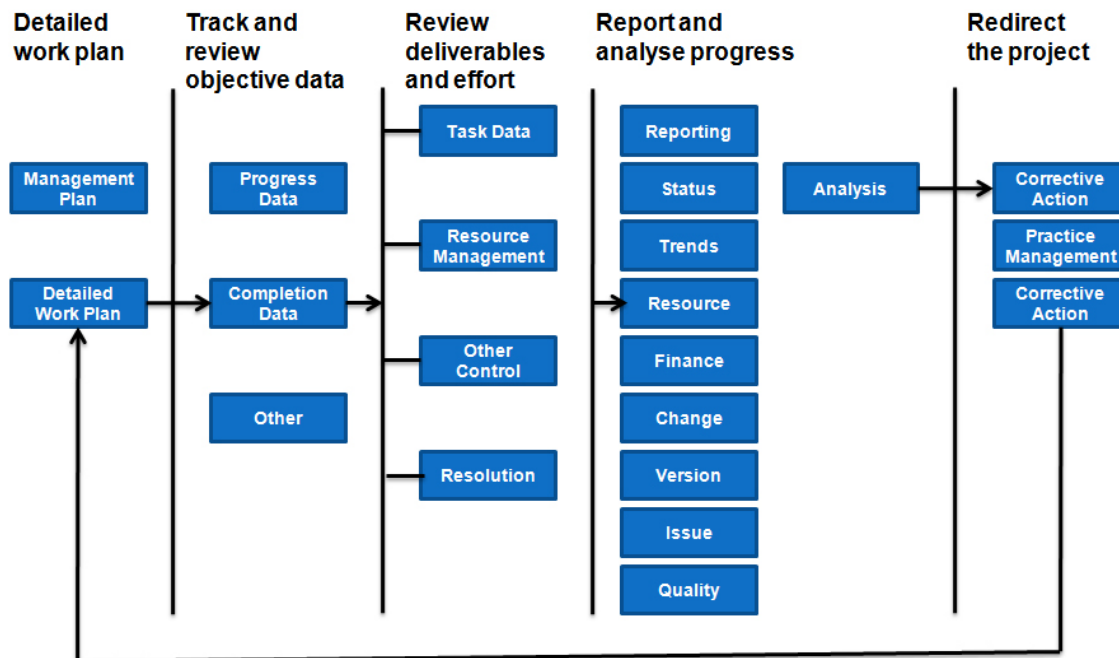 Detailed
work plan
Track and
review
objective data
Review
deliverables
and effort
Report and
analyse progress
Redirect
the project
Management
Plan
Detailed
Work Plan
Progress
Data
Completion
Data
Other
Task Data
Resource
Management
Other
Control
Resolution
Reporting
Status
Trends
Resource
Finance
Change
Version
Issue
Quality
Analysis
Corrective
Action
Practice
Management
Corrective
Action